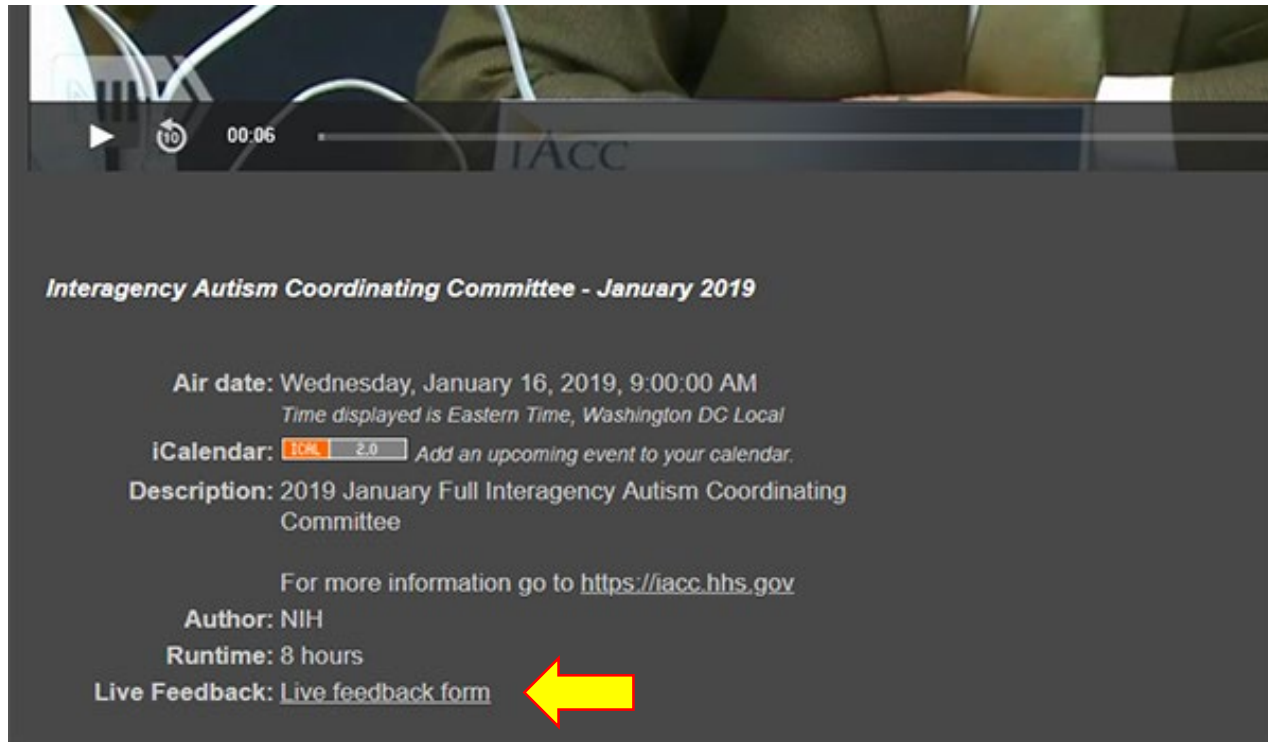 NIH
10
00:06
IACC
Interagency Autism Coordinating Committee - January 2019
Air date: Wednesday, January 16, 2019, 9:00:00 AM
Time displayed is Eastern Time, Washington DC Local
iCalendar: ICAL 2.0 Add an upcoming event to your calendar.
Description: 2019 January Full Interagency Autism Coordinating
Committee
For more information go to https://iacc.hhs.gov
Author: NIH
Runtime: 8 hours
Live Feedback: Live feedback form